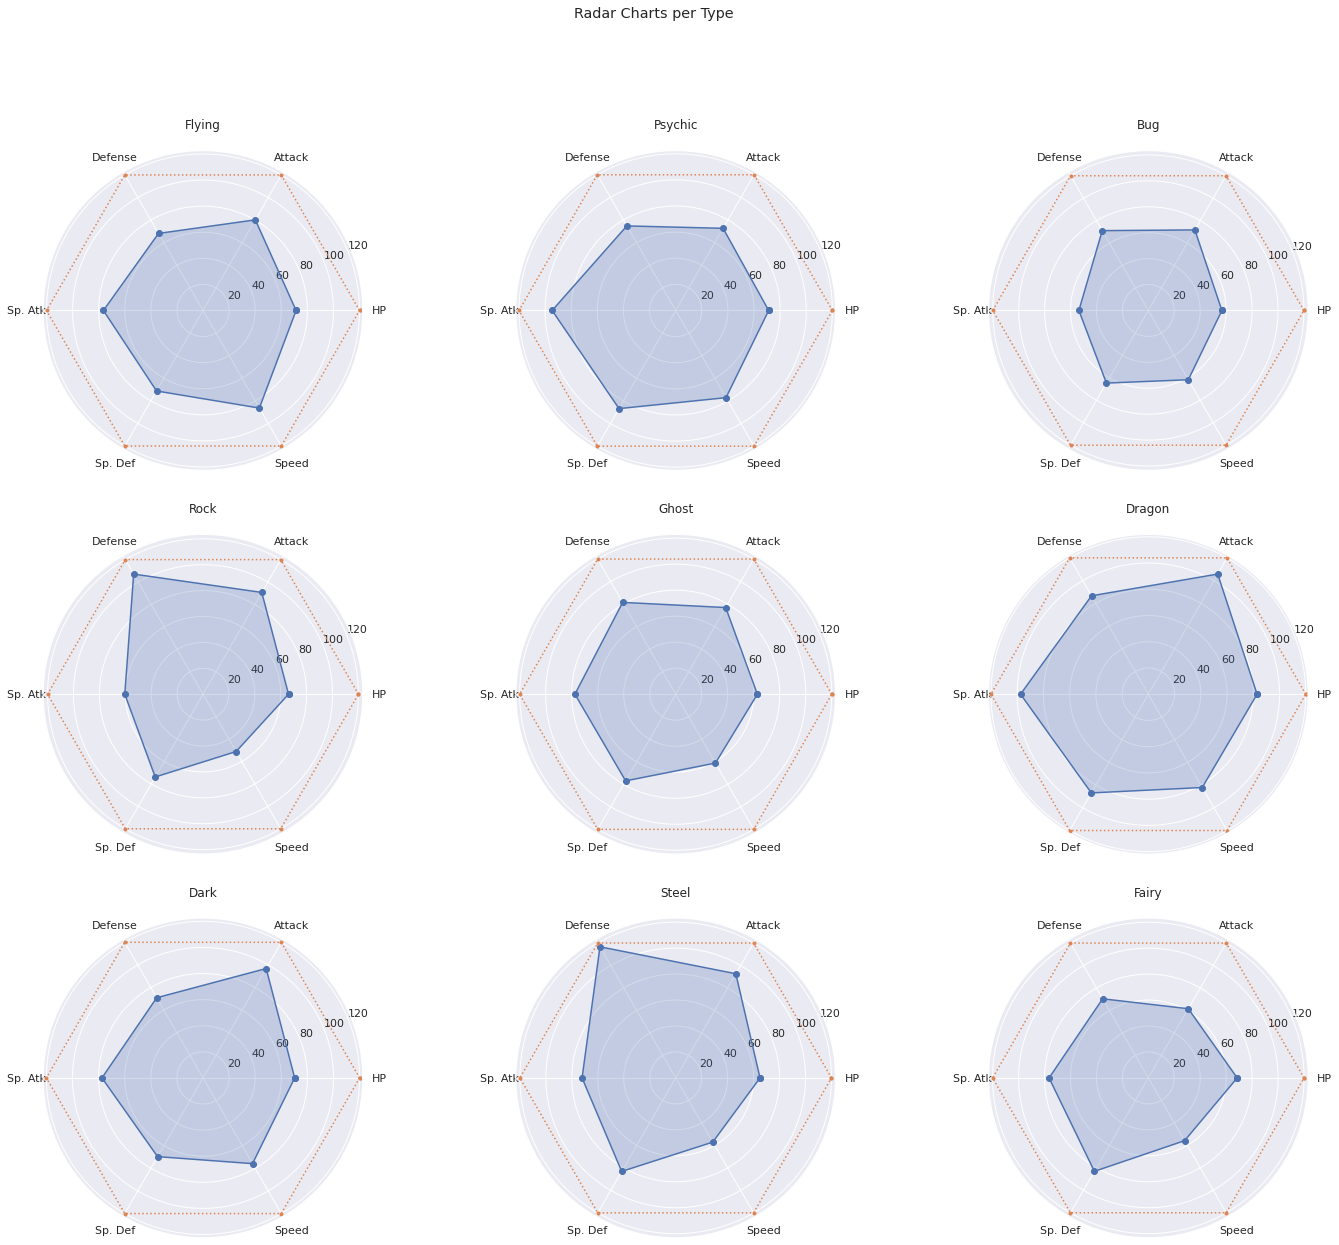 Radar Charts per Type
Flying
Defense Attack
120
100
80
60
40
20
Sp. Atk HP
Sp. Def Speed
Psychic
Defense Attack
120
100
80
60
40
20
Sp. Atk HP
Sp. Def Speed
Bug
Defense Attack
120
100
80
60
40
20
Sp. Atk HP
Sp. Def Speed
Rock
Defense Attack
120
100
80
60
40
20
Sp. Atk HP
Sp. Def Speed
Ghost
Defense Attack
120
100
80
60
40
20
Sp. Atk HP
Sp. Def Speed
Dragon
Defense Attack
120
100
80
60
40
20
Sp. Atk HP
Sp. Def Speed
Dark
Defense Attack
120
100
80
60
40
20
Sp. Atk HP
Sp. Def Speed
Steel
Defense Attack
120
100
80
60
40
20
Sp. Atk HP
Sp. Def Speed
Fairy
Defense Attack
120
100
80
60
40
20
Sp. Atk HP
Sp. Def Speed